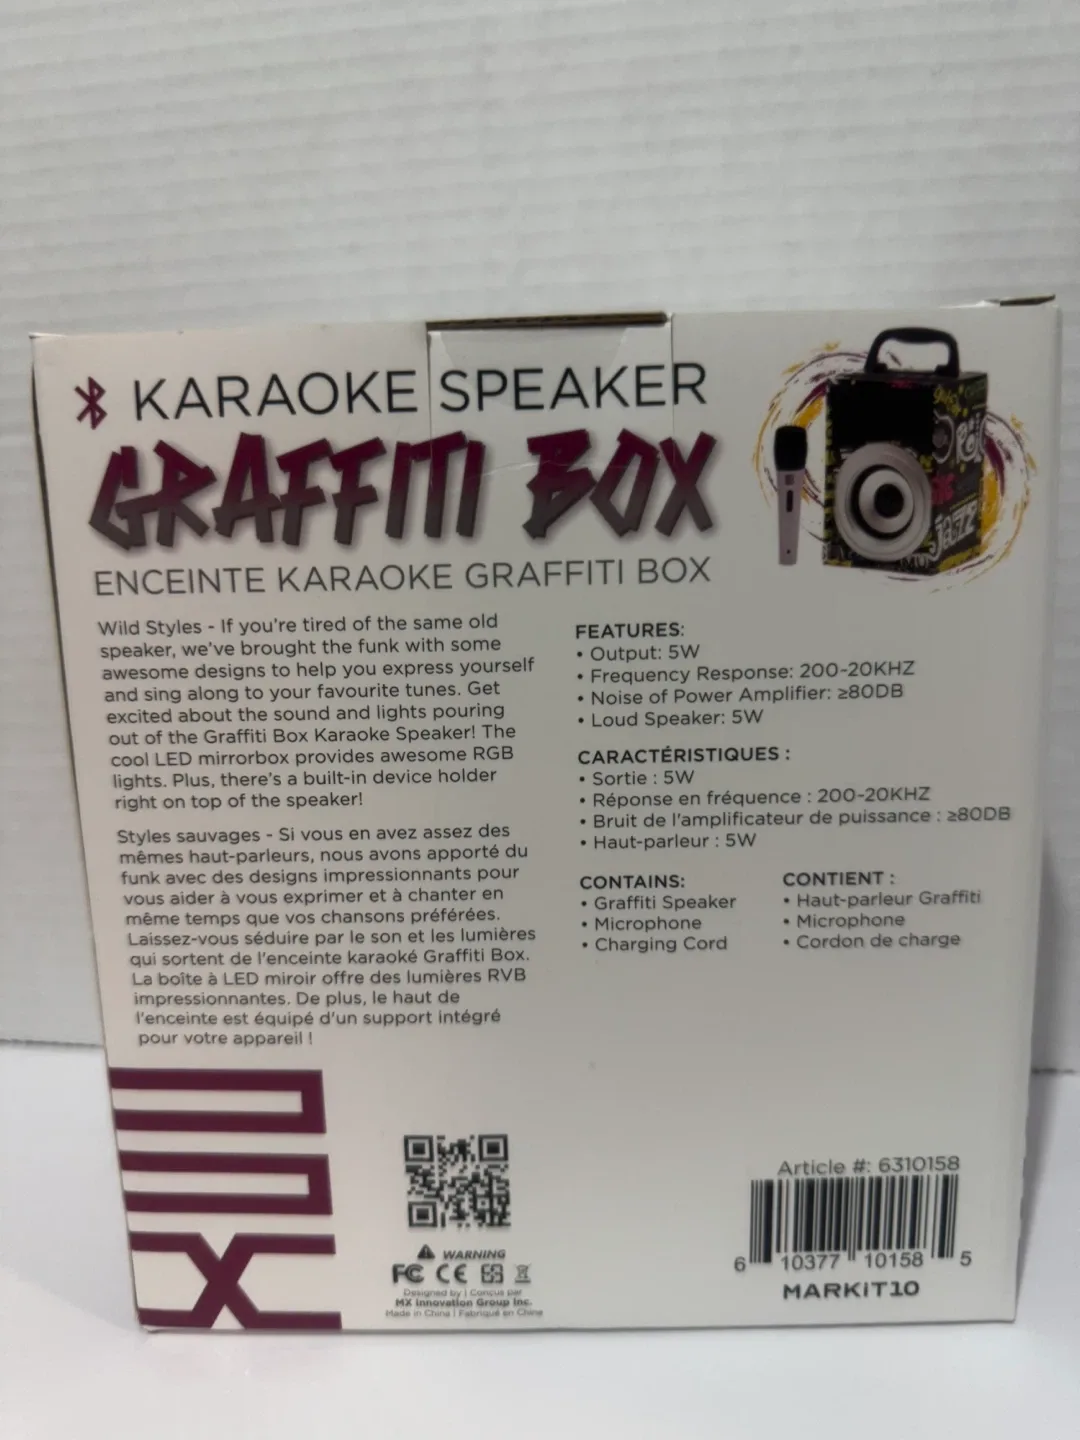 KARAOKE SPEAKER
GRAFFITI BOX
ENCEINTE KARAOKE GRAFFITI BOX
Wild Styles - If you're tired of the same old
speaker, we've brought the funk with some
awesome designs to help you express yourself
and sing along to your favourite tunes. Get
excited about the sound and lights pouring
out of the Graffiti Box Karaoke Speaker! The
cool LED mirrorbox provides awesome RGB
lights. Plus, there's a built-in device holder
right on top of the speaker!
Styles sauvages - Si vous en avez assez des
mêmes haut-parleurs, nous avons apporté du
funk avec des designs impressionnants pour
vous aider à vous exprimer et à chanter en
même temps que vos chansons préférées.
Laissez-vous séduire par le son et les lumières
qui sortent de l'enceinte karaoké Graffiti Box.
La boîte à LED miroir offre des lumières RVB
impressionnantes. De plus, le haut de
l'enceinte est équipé d'un support intégré
pour votre appareil !
FEATURES:
• Output: 5W
• Frequency Response: 200-20KHZ
• Noise of Power Amplifier: ≥80DB
• Loud Speaker: 5W
CARACTÉRISTIQUES :
• Sortie : 5W
• Réponse en fréquence : 200-20KHZ
• Bruit de l'amplificateur de puissance : ≥80DB
• Haut-parleur : 5W
CONTAINS:
• Graffiti Speaker
• Microphone
• Charging Cord
CONTIENT :
• Haut-parleur Graffiti
• Microphone
• Cordon de charge
JAZZ
MX
WARNING
FC CE
Designed by | Conçus par
MX Innovation Group Inc.
Made in China | Fabriqué en Chine
Article #: 6310158
6 10377 10158 5
MARKiT10